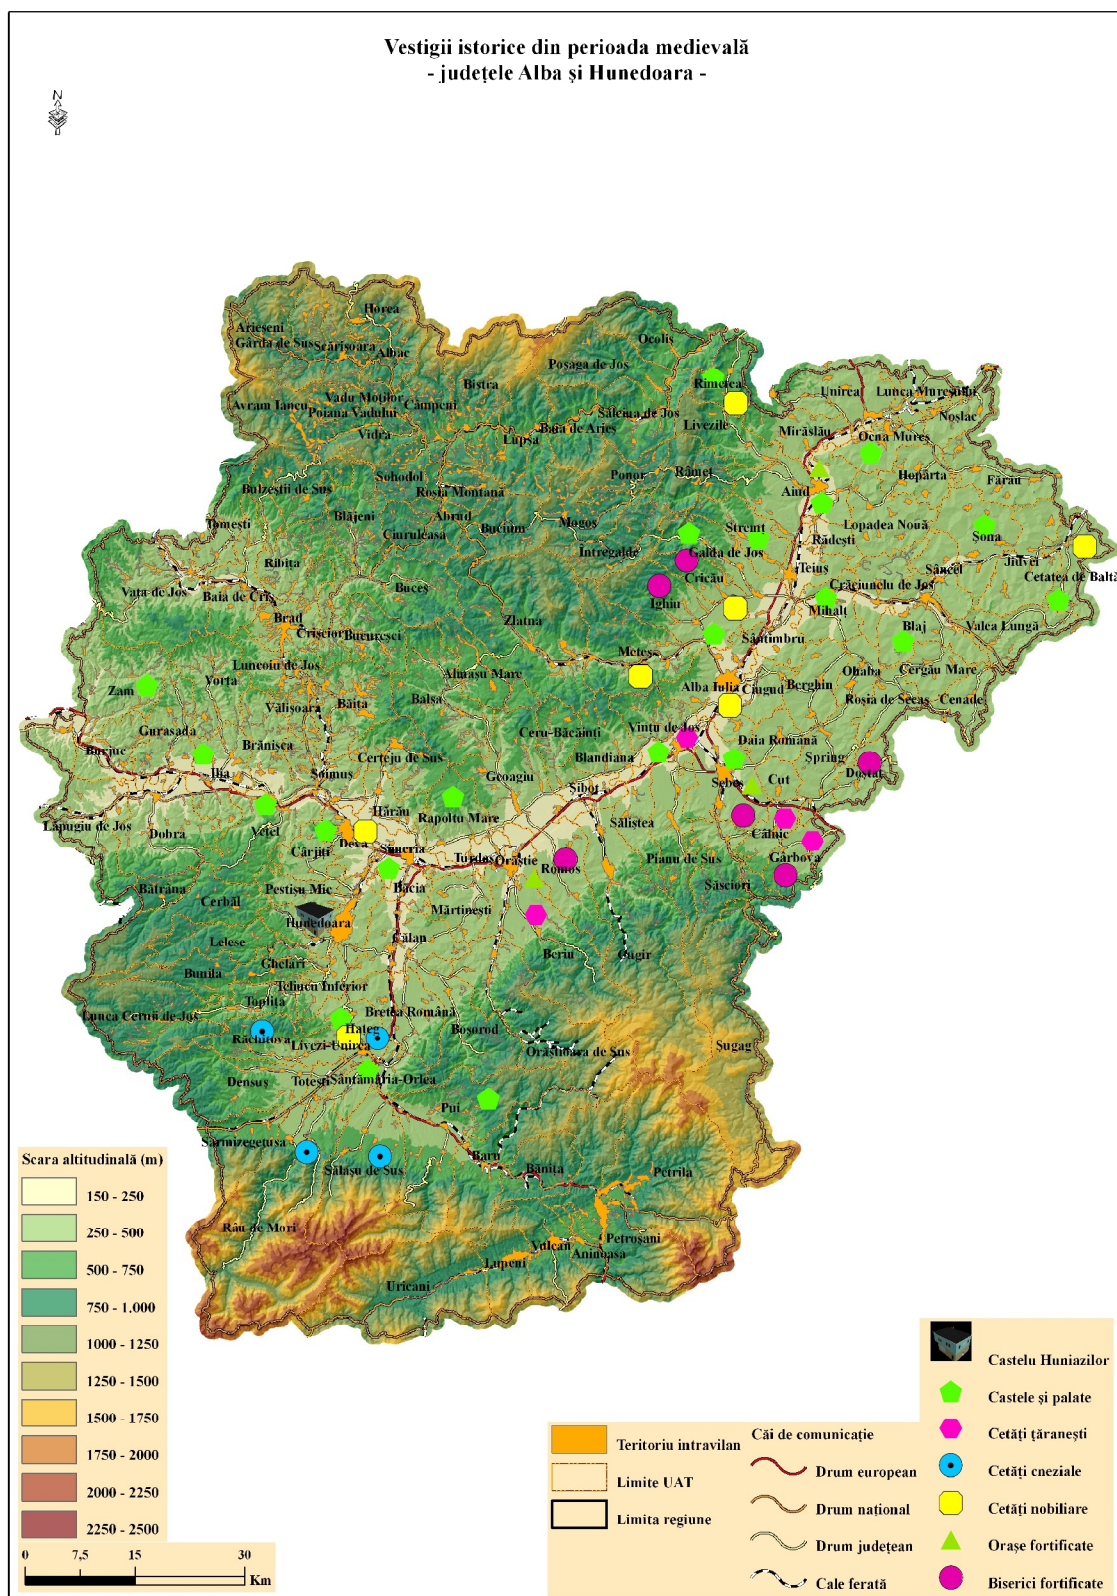 Vestigii istorice din perioada medievală
- județele Alba și Hunedoara -
N
Horea
Arieseni
Gârda de Sus
Scărișoara
Albac
Ocolis
Poșaga de Jos
Bistra
Rimetea
Unirea
Lunca Mureșului
Noșlac
Avram Iancu
Vadu Moților
Poiana Vadului
Câmpeni
Sălciua de Jos
Livezile
Baia de Aries
Mirăslău
Ocna Mureș
Vidra
Lupșa
Sohodol
Ponor
Râmeț
Hopârta
Fărău
Bulzeștii de Sus
Roșia Montană
Aiud
Tomești
Blăjeni
Abrud
Bucium
Mogoș
Ciuruleasa
Stremț
Lopadea Nouă
Rădești
Șona
Întregalde
Galda de Jos
Jidvei
Ribița
Cricău
Teiuș
Sâncel
Cetatea de Baltă
Crăciunelu de Jos
Vața de Jos
Baia de Criș
Buceș
Ighiu
Mihalț
Brad
Zlatna
Blaj
Valea Lungă
Crișcior
Bucureșci
Meteș
Sântimbru
Luncoiu de Jos
Almașu Mare
Ohaba
Cergău Mare
Zam
Vorța
Balsa
Alba Iulia
Ciugud
Berghin
Roșia de Secaș
Cenade
Vălișoara
Băița
Gurasada
Ceru-Băcăinți
Vințu de Jos
Daia Română
Burjuc
Brănișca
Certeju de Sus
Blandiana
Șpring
Ilia
Șoimuș
Geoagiu
Doștat
Șibot
Sebeș
Cut
Lăpugiu de Jos
Dobra
Vețel
Hărău
Rapoltu Mare
Săliștea
Câlnic
Cârjiți
Deva
Simeria
Turdaș
Orăștie
Romos
Pianu de Sus
Gârbova
Bătrâna
Pestișu Mic
Băcia
Săsciori
Cerbăl
Mărtinești
Hunedoara
Lelese
Călan
Beriu
Cugir
Bunila
Ghelari
Teliucu Inferior
Toplița
Lunca Cernii de Jos
Bretea Română
Boșorod
Răchitova
Hațeg
Livezi-Unirea
Orăștioara de Sus
Șugag
Densuș
Totești
Sântămăria-Orlea
Pui
Sarmizegetusa
Sălașu de Sus
Baru
Bănița
Petrila
Râu de Mori
Petroșani
Vulcan
Aninoasa
Lupeni
Uricani
Scara altitudinală (m)
150 - 250
250 - 500
500 - 750
750 - 1.000
1000 - 1250
1250 - 1500
1500 - 1750
1750 - 2000
2000 - 2250
2250 - 2500
0 7,5 15 30
Km
Teritoriu intravilan
Limite UAT
Limita regiune
Căi de comunicație
Drum european
Drum național
Drum județean
Cale ferată
Castelu Huniazilor
Castele și palate
Cetăți țărănești
Cetăți cneziale
Cetăți nobiliare
Orașe fortificate
Biserici fortificate